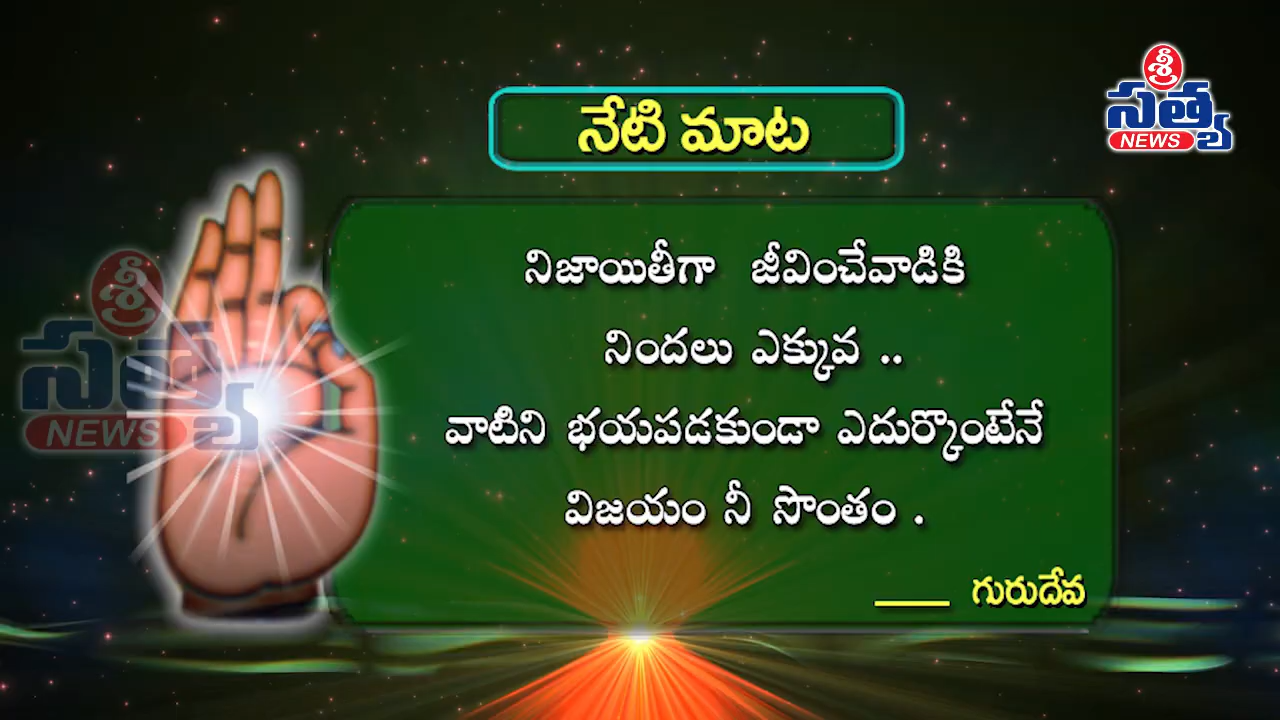 శ్రీ
సత్య
NEWS
నేటి మాట
నిజాయితీగా జీవించేవాడికి
నిందలు ఎక్కువ ..
వాటిని భయపడకుండా ఎదుర్కొంటేనే
విజయం నీ సొంతం .
___ గురుదేవ
శ్రీ
సత్య
NEWS